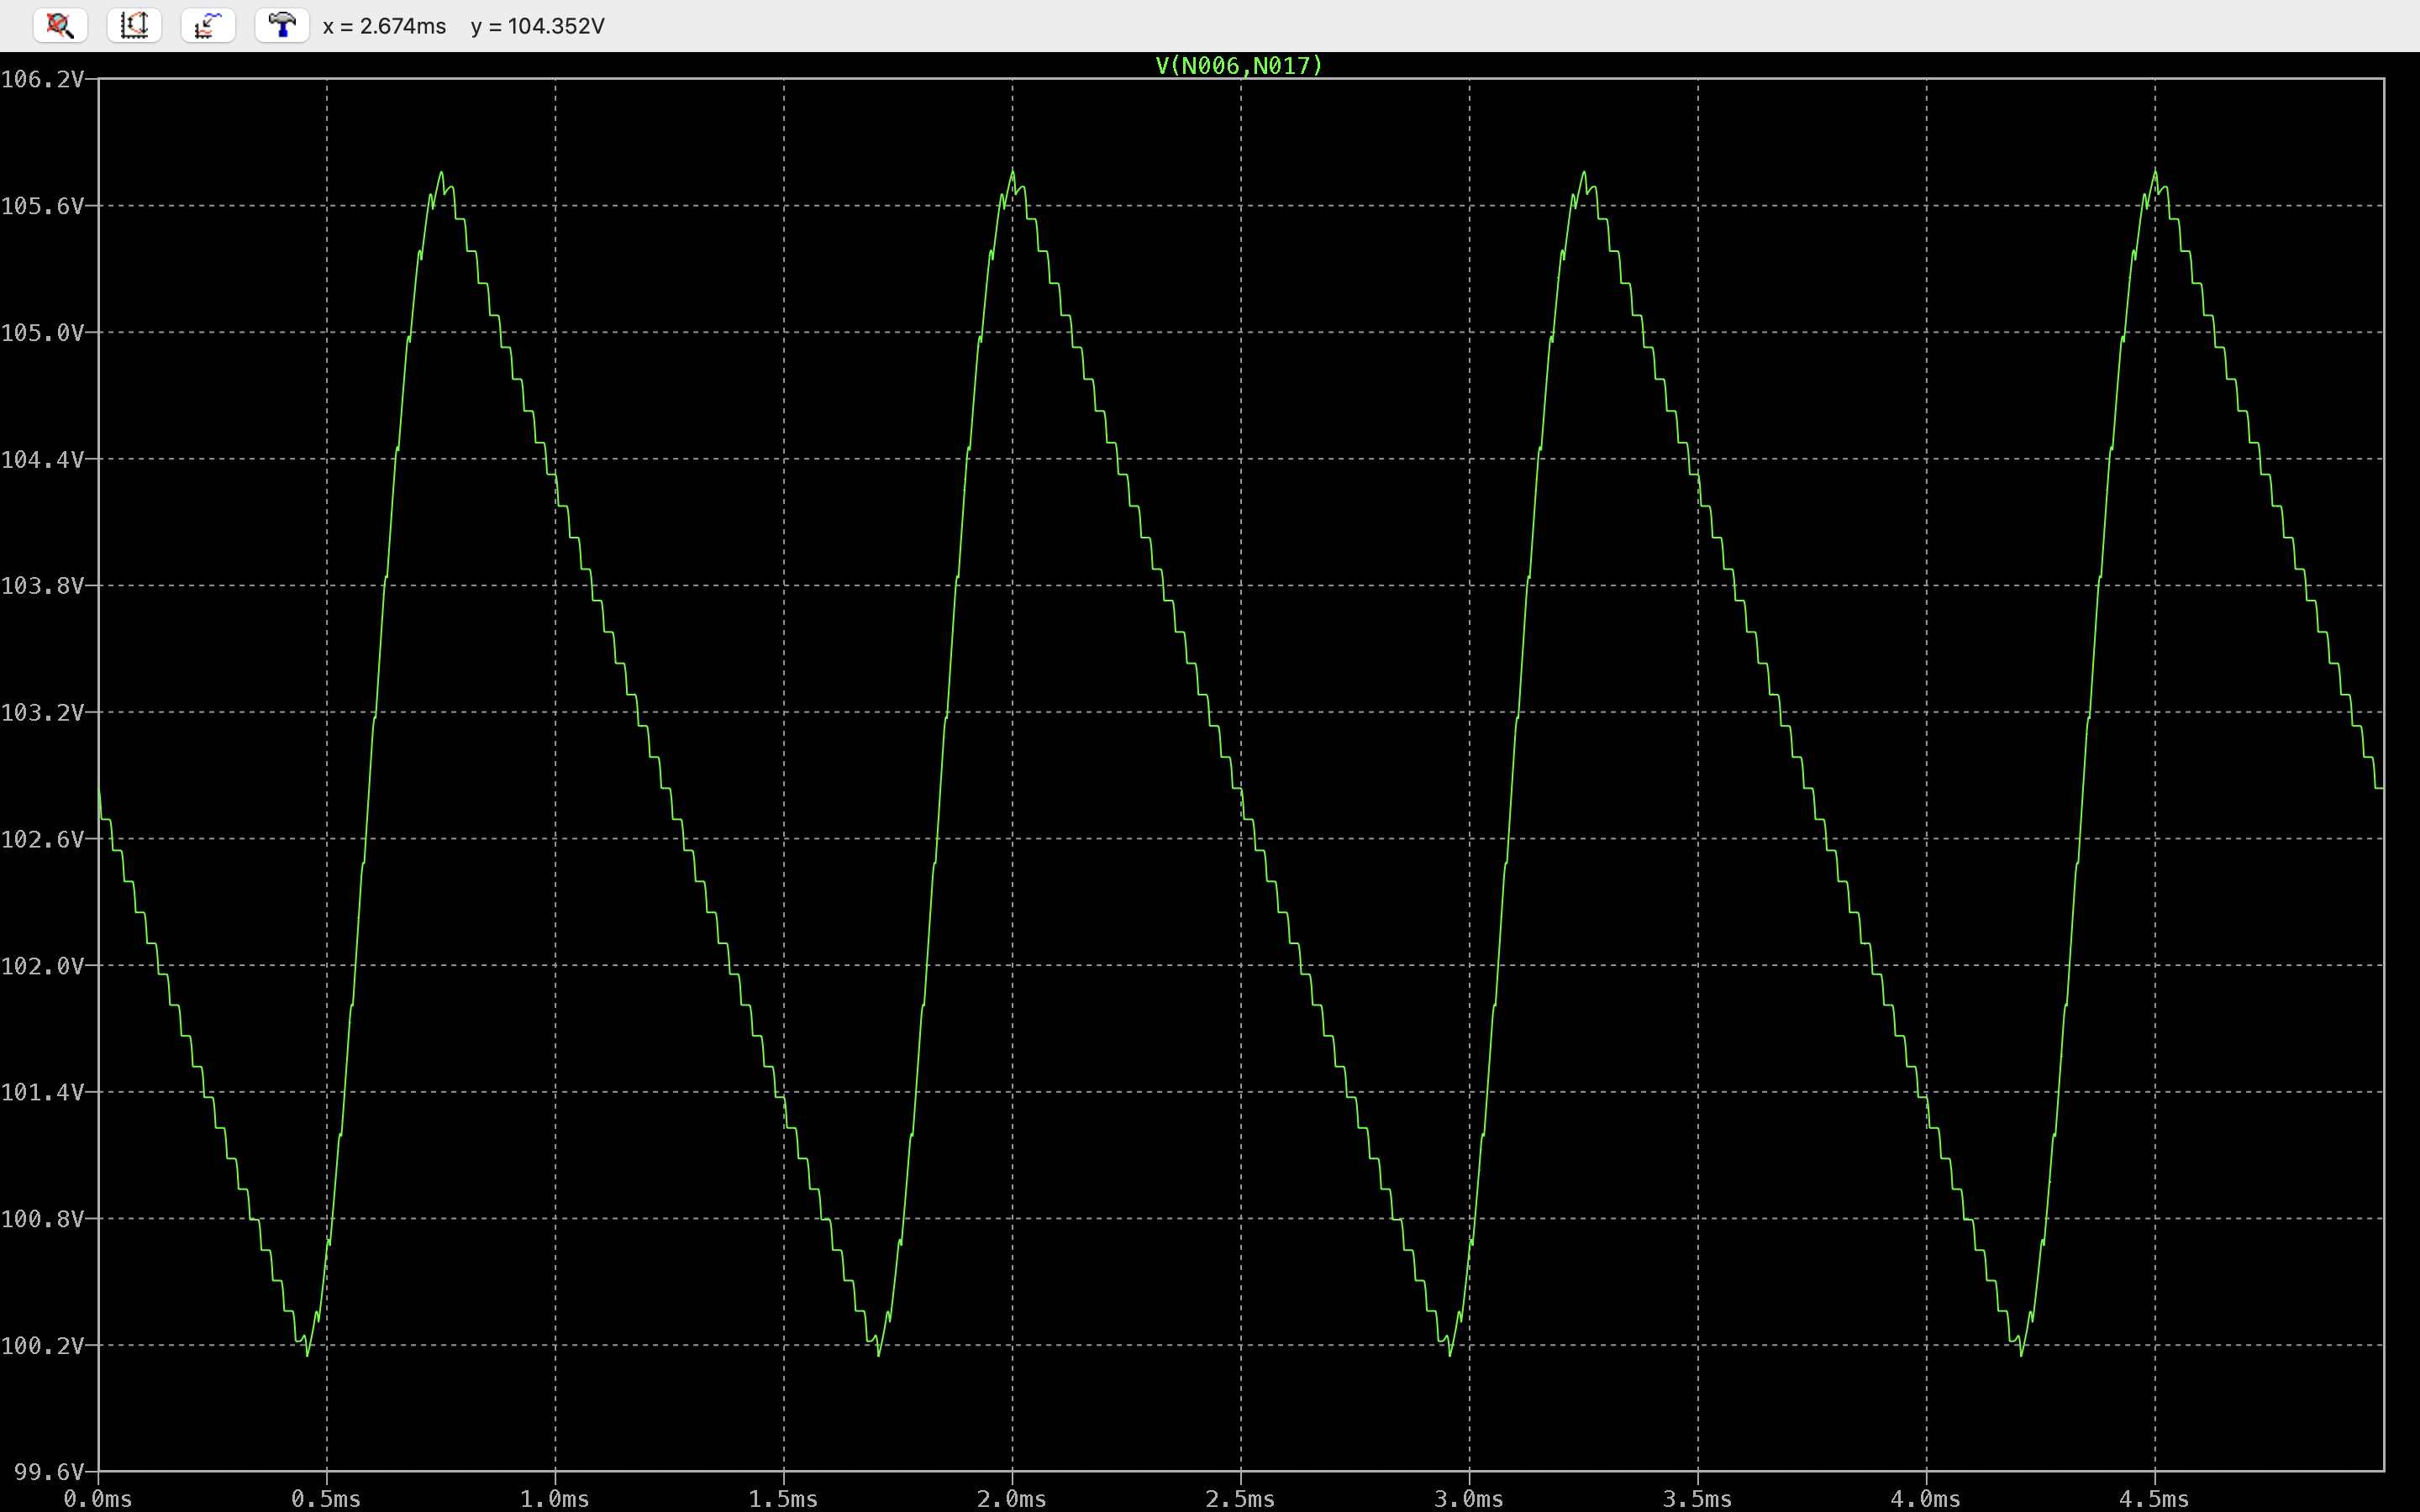 x = 2.674ms y = 104.352V
V(N006,N017)
106.2V
105.6V
105.0V
104.4V
103.8V
103.2V
102.6V
102.0V
101.4V
100.8V
100.2V
99.6V
0.0ms 0.5ms 1.0ms 1.5ms 2.0ms 2.5ms 3.0ms 3.5ms 4.0ms 4.5ms